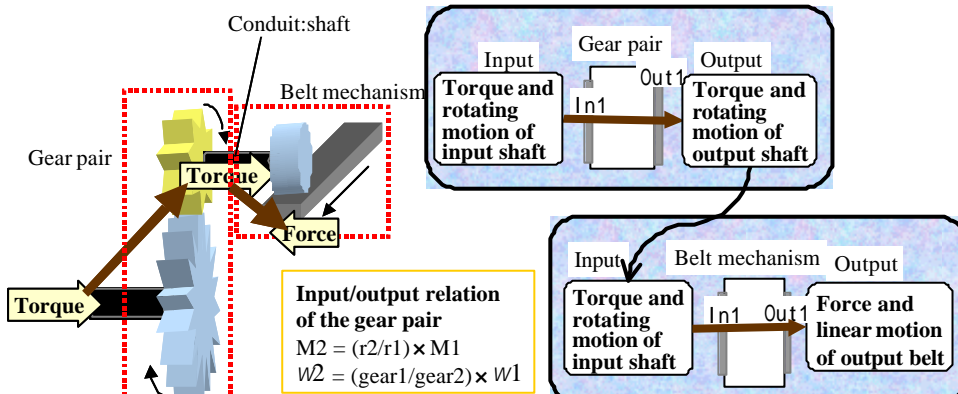 Conduit:shaft
Belt mechanism
Gear pair
Torque
Force
Torque
Input/output relation
of the gear pair
M2 = (r2/r1) × M1
W2 = (gear1/gear2) × W1
Gear pair
Input
Output
Torque and
rotating
motion of
input shaft
In1
Out1
Torque and
rotating
motion of
output shaft
Input
Belt mechanism
Output
Torque and
rotating
motion of
input shaft
In1
Out1
Force and
linear motion
of output belt